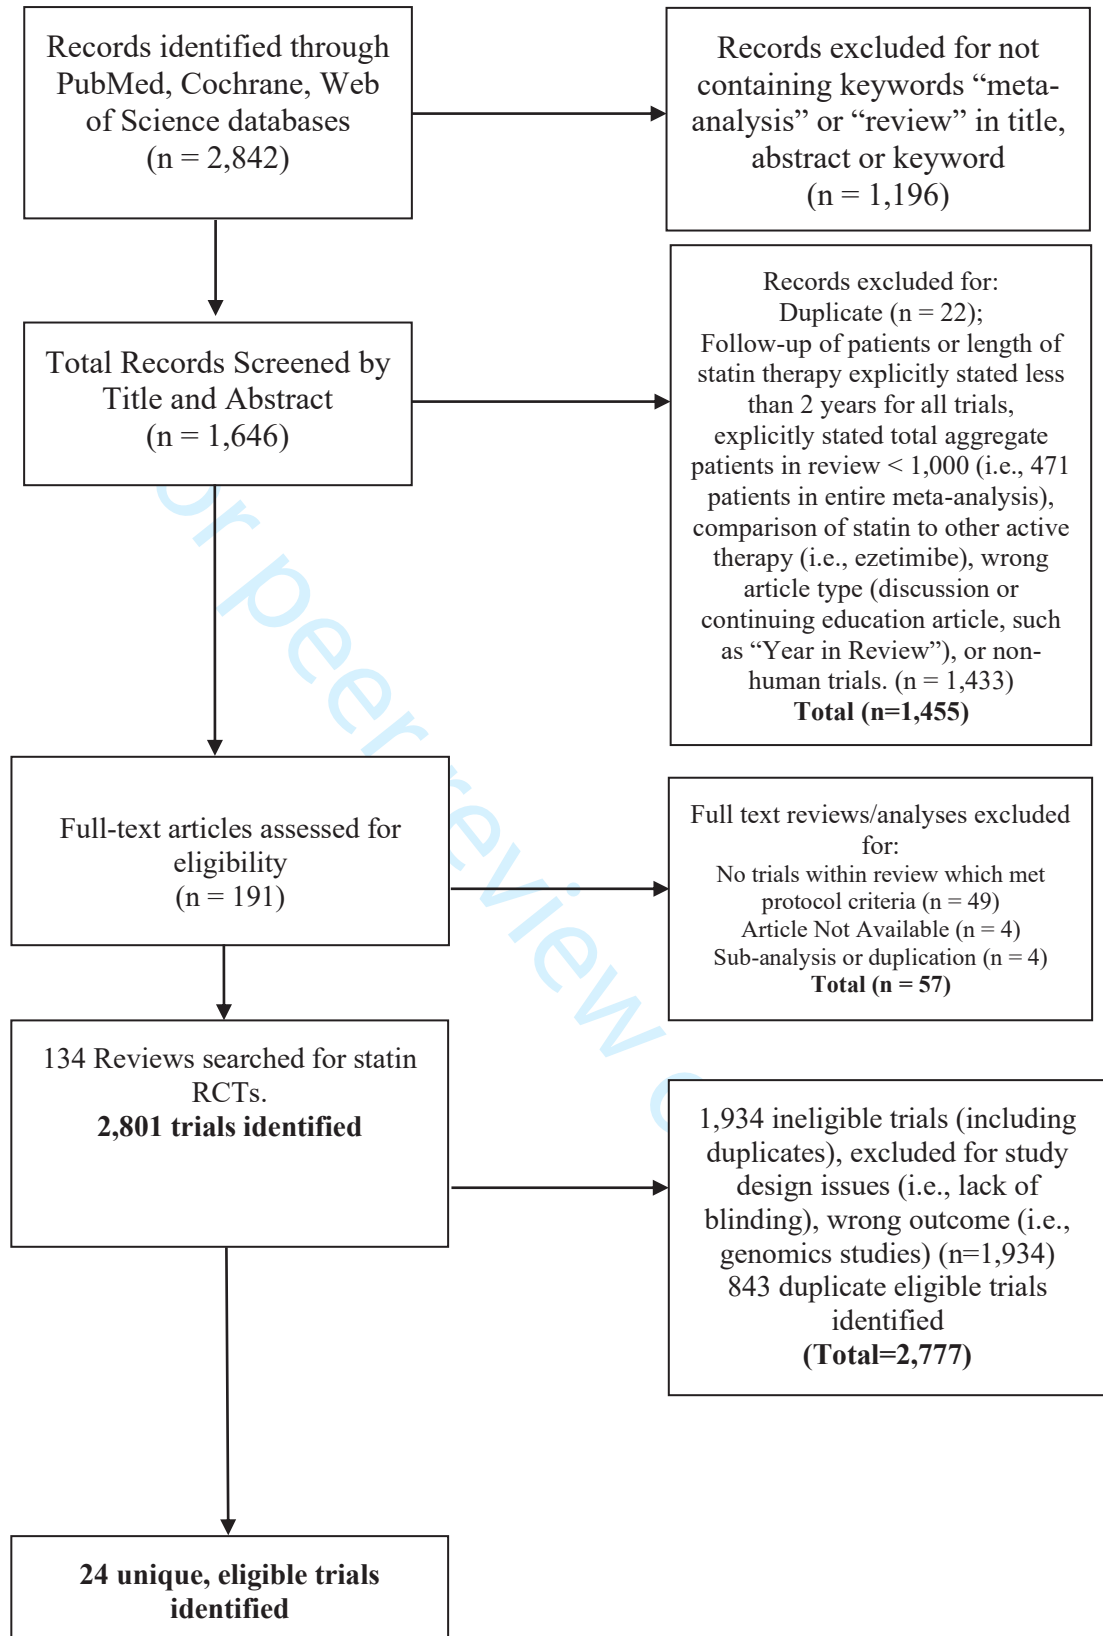 Records identified through
PubMed, Cochrane, Web
of Science databases
(n = 2,842)
Records excluded for not
containing keywords “meta-
analysis” or “review” in title,
abstract or keyword
(n = 1,196)
Total Records Screened by
Title and Abstract
(n = 1,646)
Records excluded for:
Duplicate (n = 22);
Follow-up of patients or length of
statin therapy explicitly stated less
than 2 years for all trials,
explicitly stated total aggregate
patients in review < 1,000 (i.e., 471
patients in entire meta-analysis),
comparison of statin to other active
therapy (i.e., ezetimibe), wrong
article type (discussion or
continuing education article, such
as “Year in Review”), or non-
human trials. (n = 1,433)
Total (n=1,455)
Full-text articles assessed for
eligibility
(n = 191)
Full text reviews/analyses excluded
for:
No trials within review which met
protocol criteria (n = 49)
Article Not Available (n = 4)
Sub-analysis or duplication (n = 4)
Total (n = 57)
134 Reviews searched for statin
RCTs.
2,801 trials identified
1,934 ineligible trials (including
duplicates), excluded for study
design issues (i.e., lack of
blinding), wrong outcome (i.e.,
genomics studies) (n=1,934)
843 duplicate eligible trials
identified
(Total=2,777)
24 unique, eligible trials
identified
or peer review